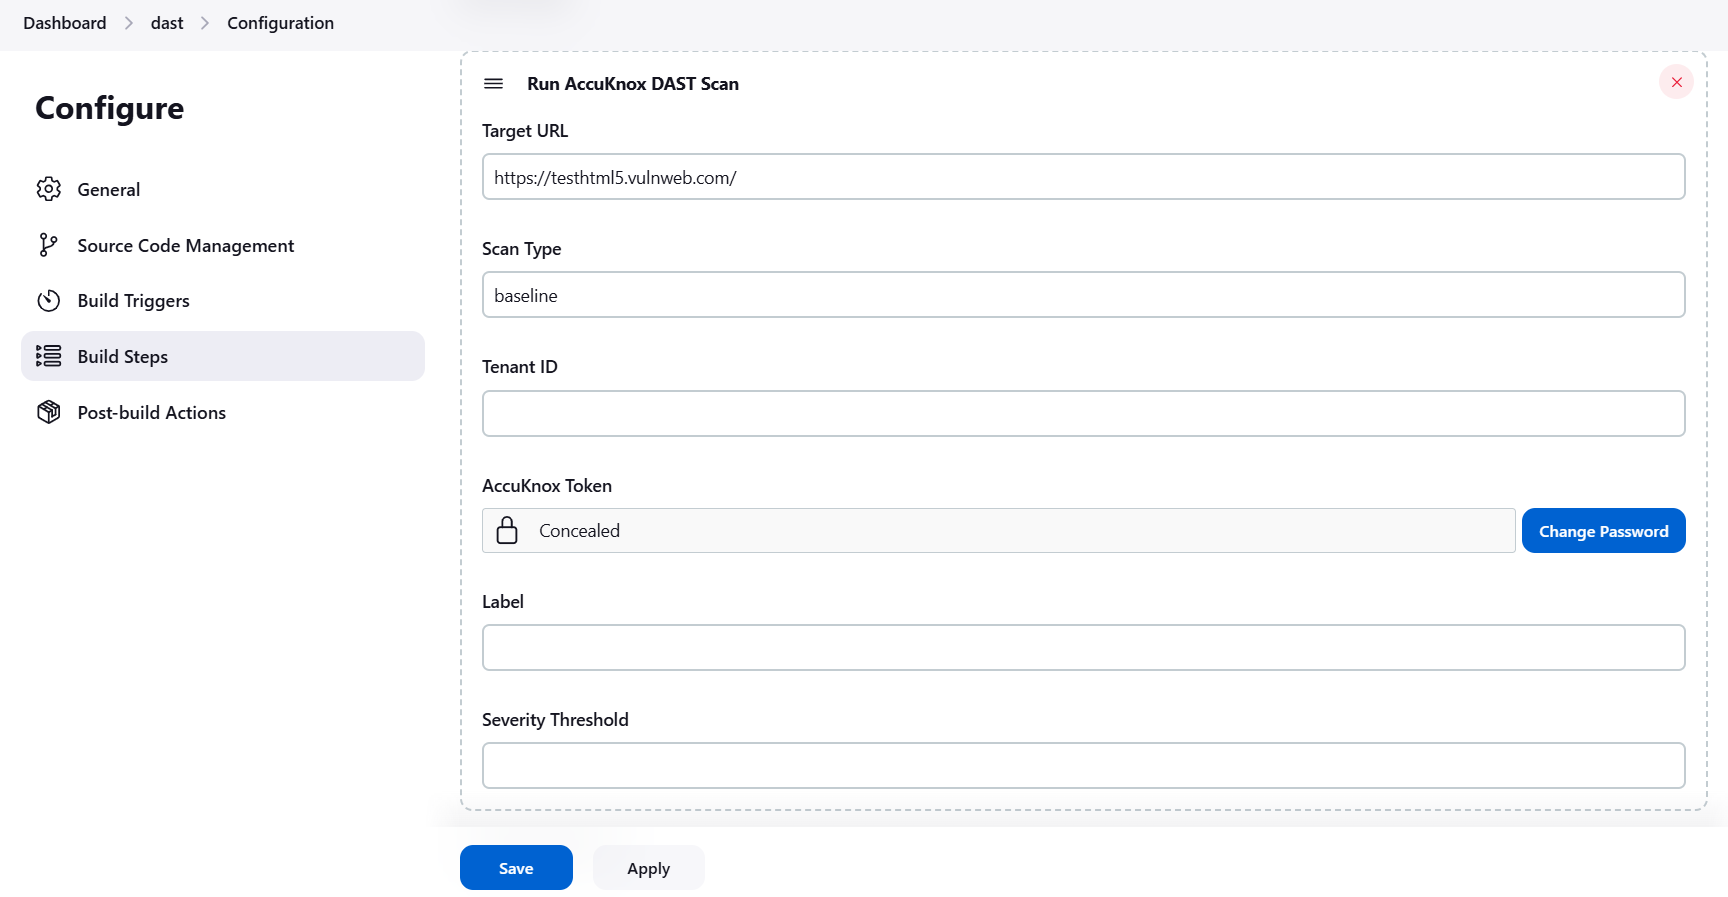 Dashboard > dast > Configuration
Configure
General
Source Code Management
Build Triggers
Build Steps
Post-build Actions
Run AccuKnox DAST Scan
Target URL
https://testhtml5.vulnweb.com/
Scan Type
baseline
Tenant ID
AccuKnox Token
Concealed
Change Password
Label
Severity Threshold
Save
Apply